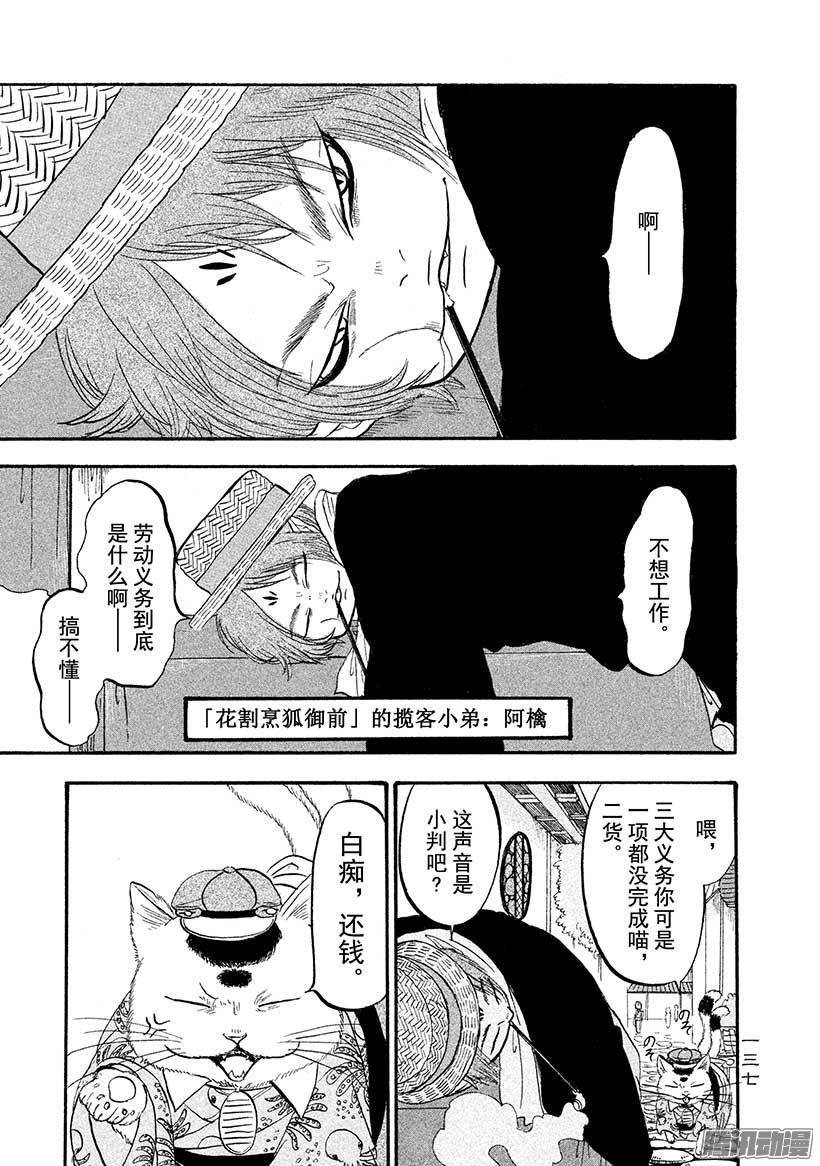 啊——
不想工作。
劳动义务到底
是什么啊——
搞不懂——
「花割烹狐御前」的揽客小弟：阿檎
喂，
三大义务你可是
一项都没完成喵，
二货。
这声音是
小判吧？
白痴，还钱。
のそ
のそ
一三七
腾讯动漫